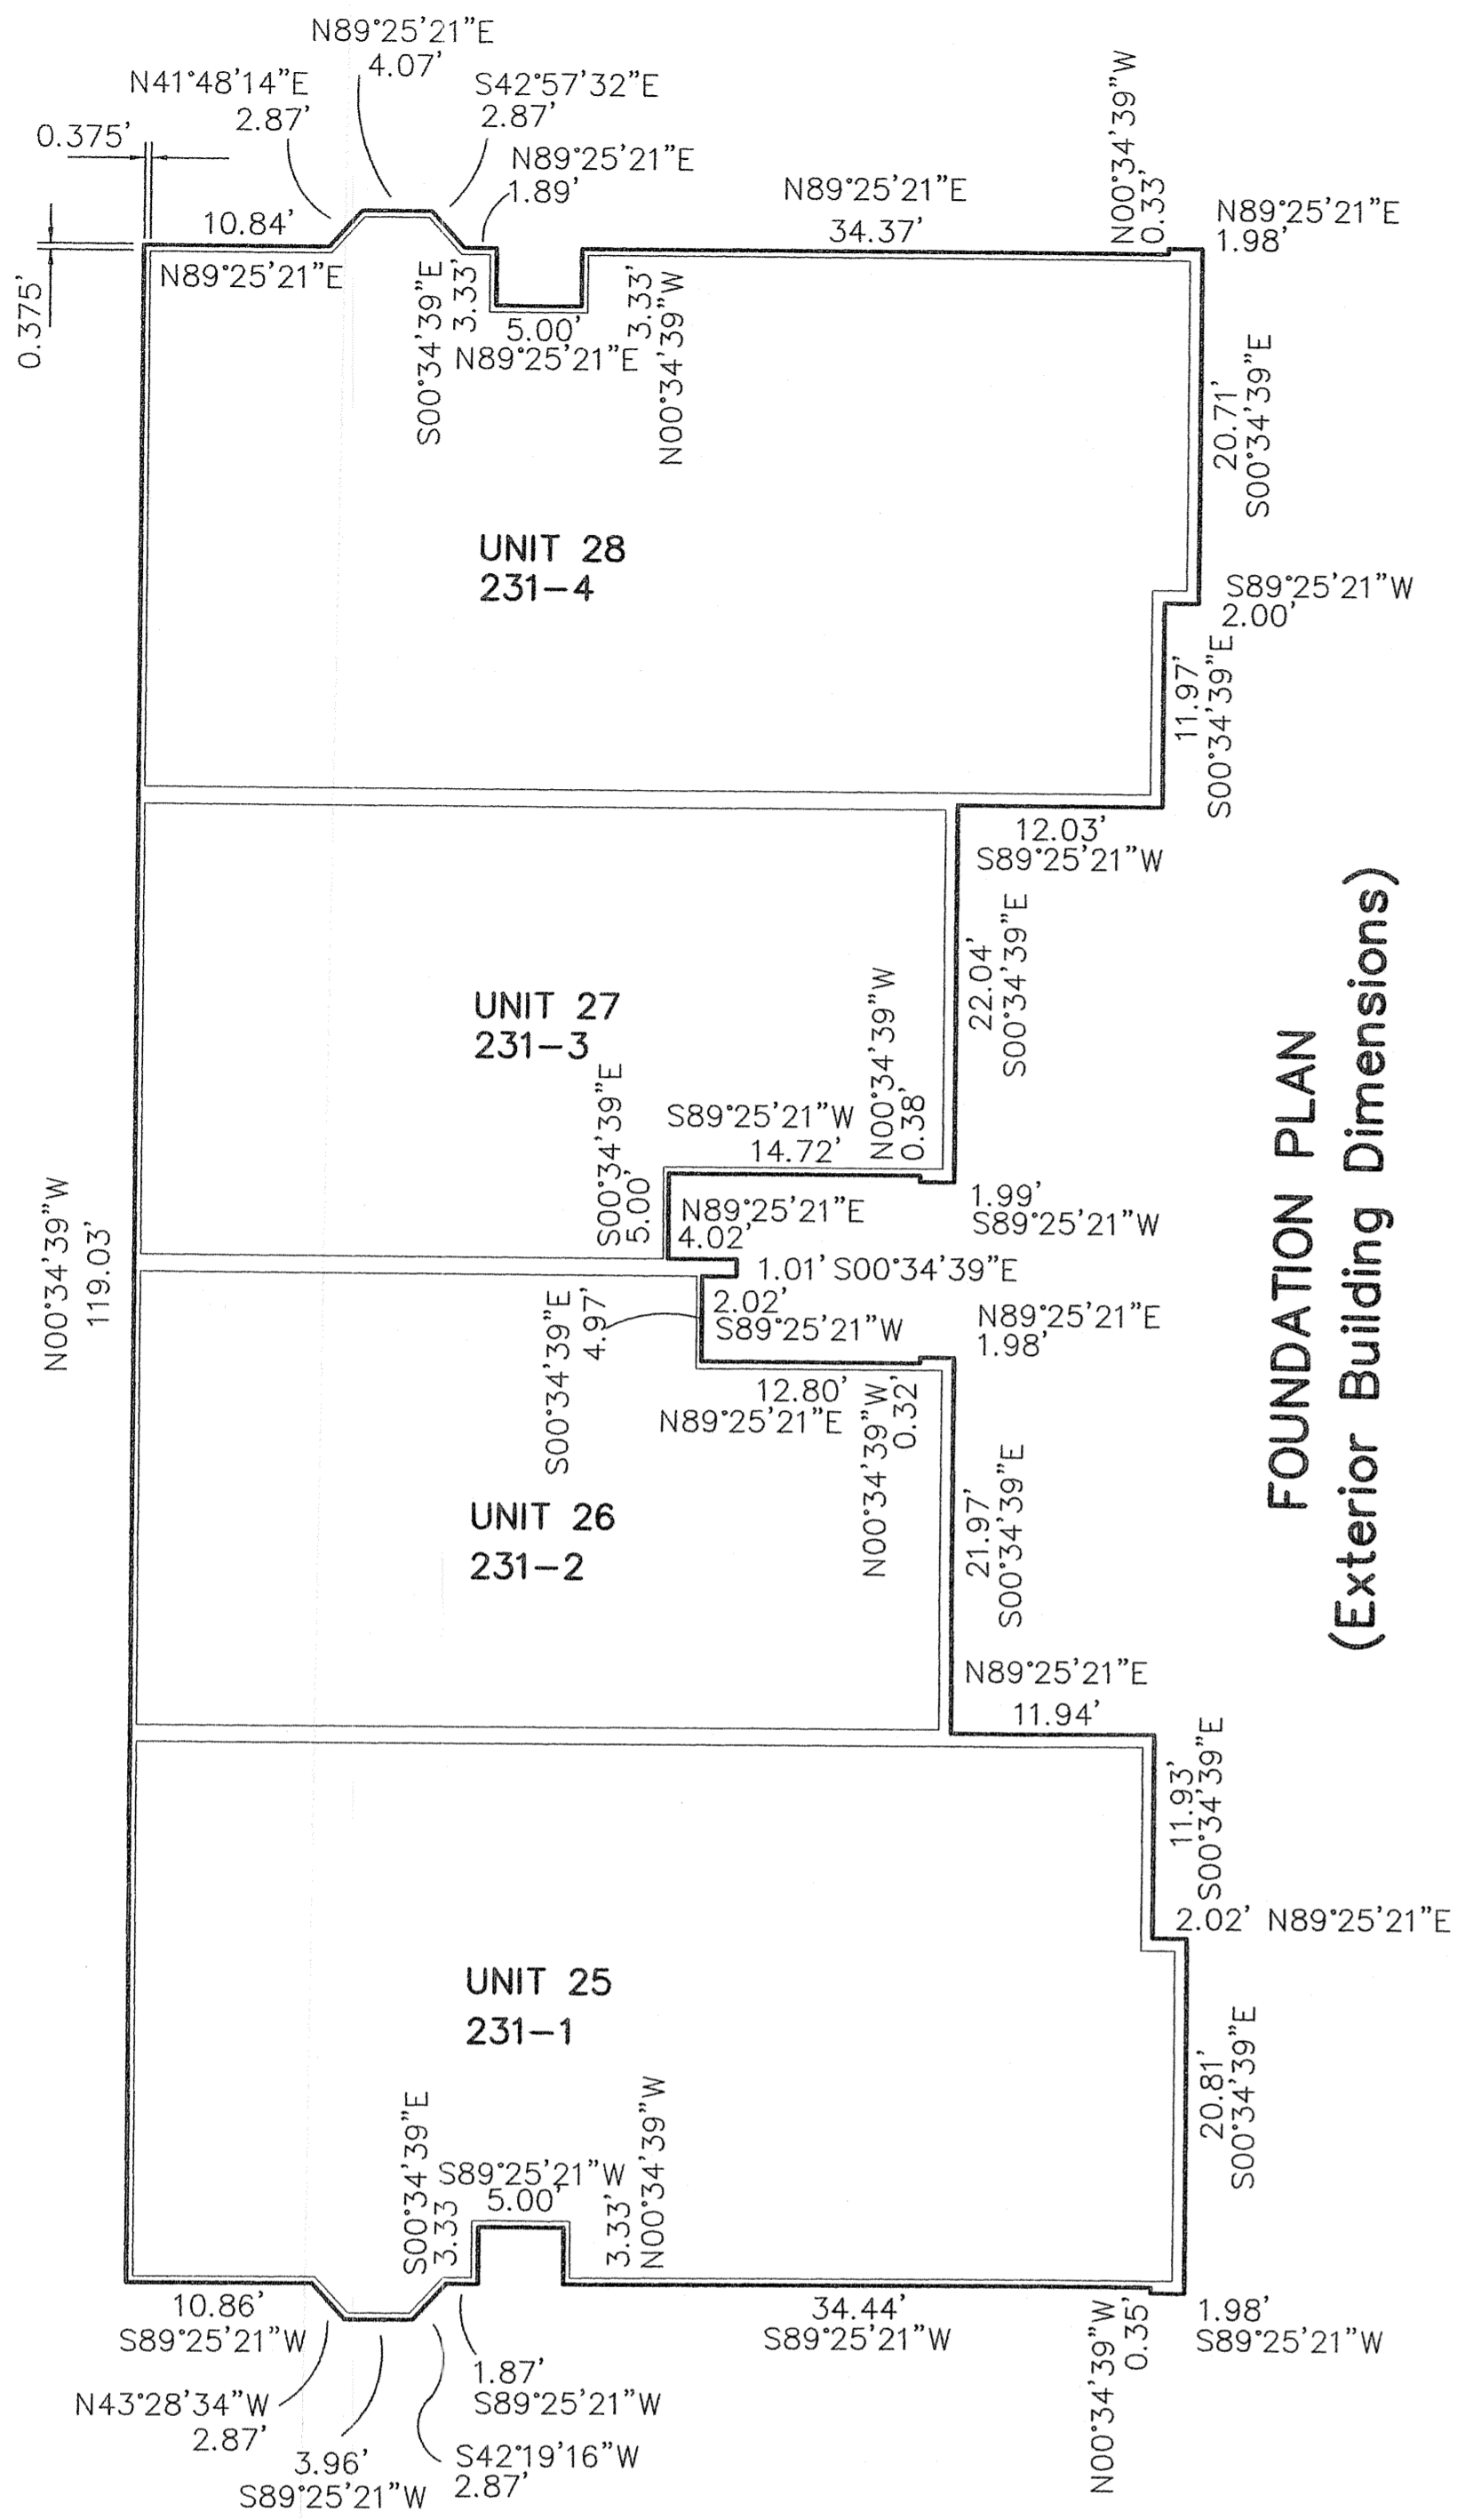 N89°25'21"E
4.07'
N41°48'14"E
2.87'
S42°57'32"E
2.87'
0.375'
N89°25'21"E
1.89'
N00°34'39"W
0.33'
N89°25'21"E
34.37'
N89°25'21"E
1.98'
10.84'
N89°25'21"E
0.375'
S00°34'39"E
3.33'
5.00'
N89°25'21"E
3.33'
N00°34'39"W
20.71'
S00°34'39"E
UNIT 28
231-4
S89°25'21"W
2.00'
11.97'
S00°34'39"E
12.03'
S89°25'21"W
22.04'
S00°34'39"E
UNIT 27
231-3
N00°34'39"W
0.38'
S89°25'21"W
14.72'
S00°34'39"E
5.00'
1.99'
S89°25'21"W
N89°25'21"E
4.02'
1.01' S00°34'39"E
N00°34'39"W
119.03'
2.02'
S89°25'21"W
S00°34'39"E
4.97'
N89°25'21"E
1.98'
12.80'
N89°25'21"E
N00°34'39"W
0.32'
21.97'
S00°34'39"E
UNIT 26
231-2
N89°25'21"E
11.94'
11.93'
S00°34'39"E
2.02' N89°25'21"E
UNIT 25
231-1
20.81'
S00°34'39"E
S00°34'39"E
3.33
S89°25'21"W
5.00'
3.33'
N00°34'39"W
10.86'
S89°25'21"W
34.44'
S89°25'21"W
N00°34'39"W
0.35'
1.98'
S89°25'21"W
1.87'
S89°25'21"W
N43°28'34"W
2.87'
3.96'
S89°25'21"W
S42°19'16"W
2.87'
FOUNDATION PLAN
(Exterior Building Dimensions)